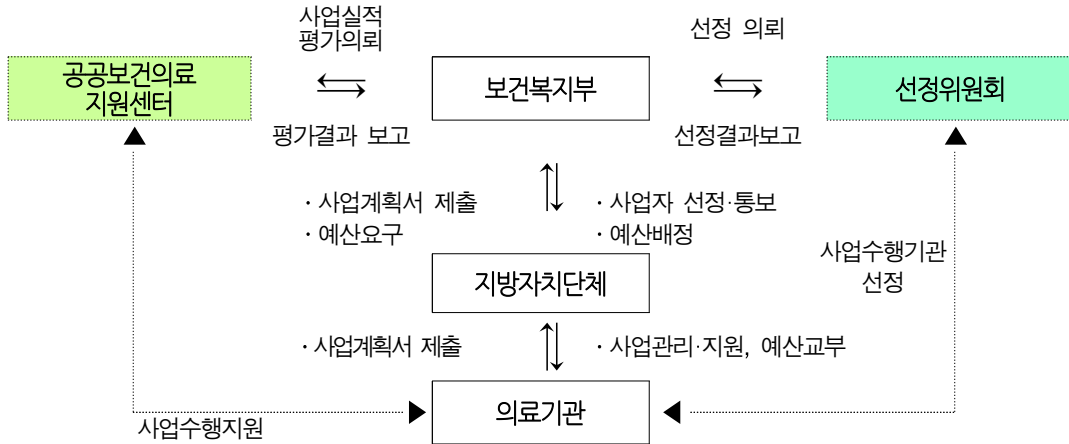 사업실적
평가의뢰
선정 의뢰
공공보건의료
지원센터
보건복지부
선정위원회
평가결과 보고
선정결과보고
· 사업계획서 제출
· 예산요구
· 사업자 선정·통보
· 예산배정
사업수행기관
선정
지방자치단체
· 사업계획서 제출
· 사업관리·지원, 예산교부
의료기관
사업수행지원